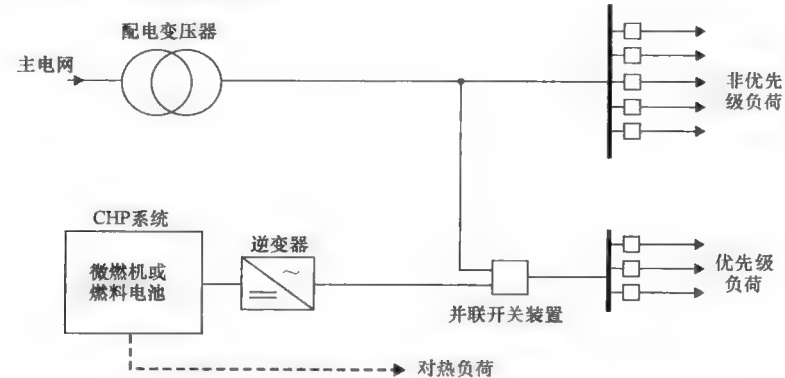 配电变压器
主电网
非优先
级负荷
CHP系统
微燃机或
燃料电池
逆变器
~
优先级
负荷
并联开关装置
对热负荷